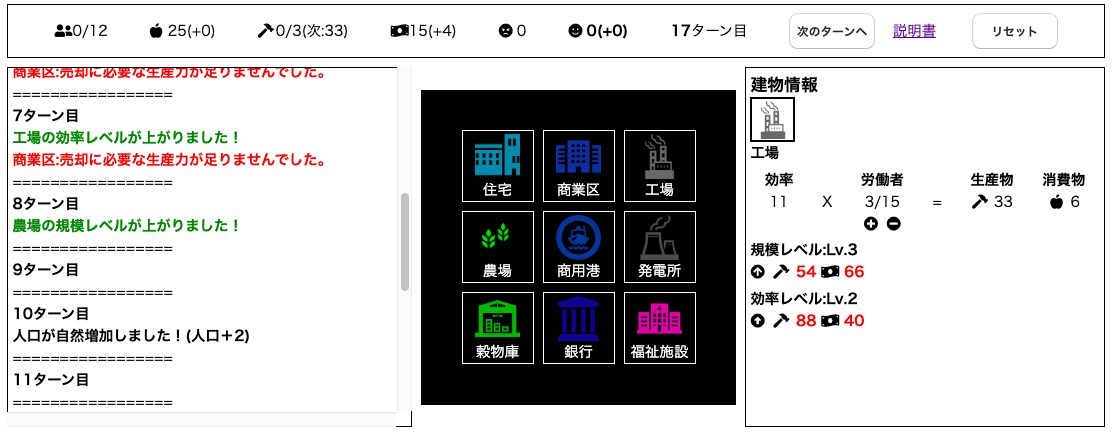 0/12 25(+0) 0/3(次:33) 15(+4) 0 0(+0) 17ターン目 次のターンへ 説明書 リセット
商業区:売却に必要な生産力が足りませんでした。
=================
7ターン目
工場の効率レベルが上がりました！
商業区:売却に必要な生産力が足りませんでした。
=================
8ターン目
農場の規模レベルが上がりました！
=================
9ターン目
=================
10ターン目
人口が自然増加しました！(人口＋2)
=================
11ターン目
=================
住宅 商業区 工場
農場 商用港 発電所
穀物庫 銀行 福祉施設
建物情報
工場
効率 労働者 生産物 消費物
11 X 3/15 = 33 6
規模レベル:Lv.3
54 66
効率レベル:Lv.2
88 40